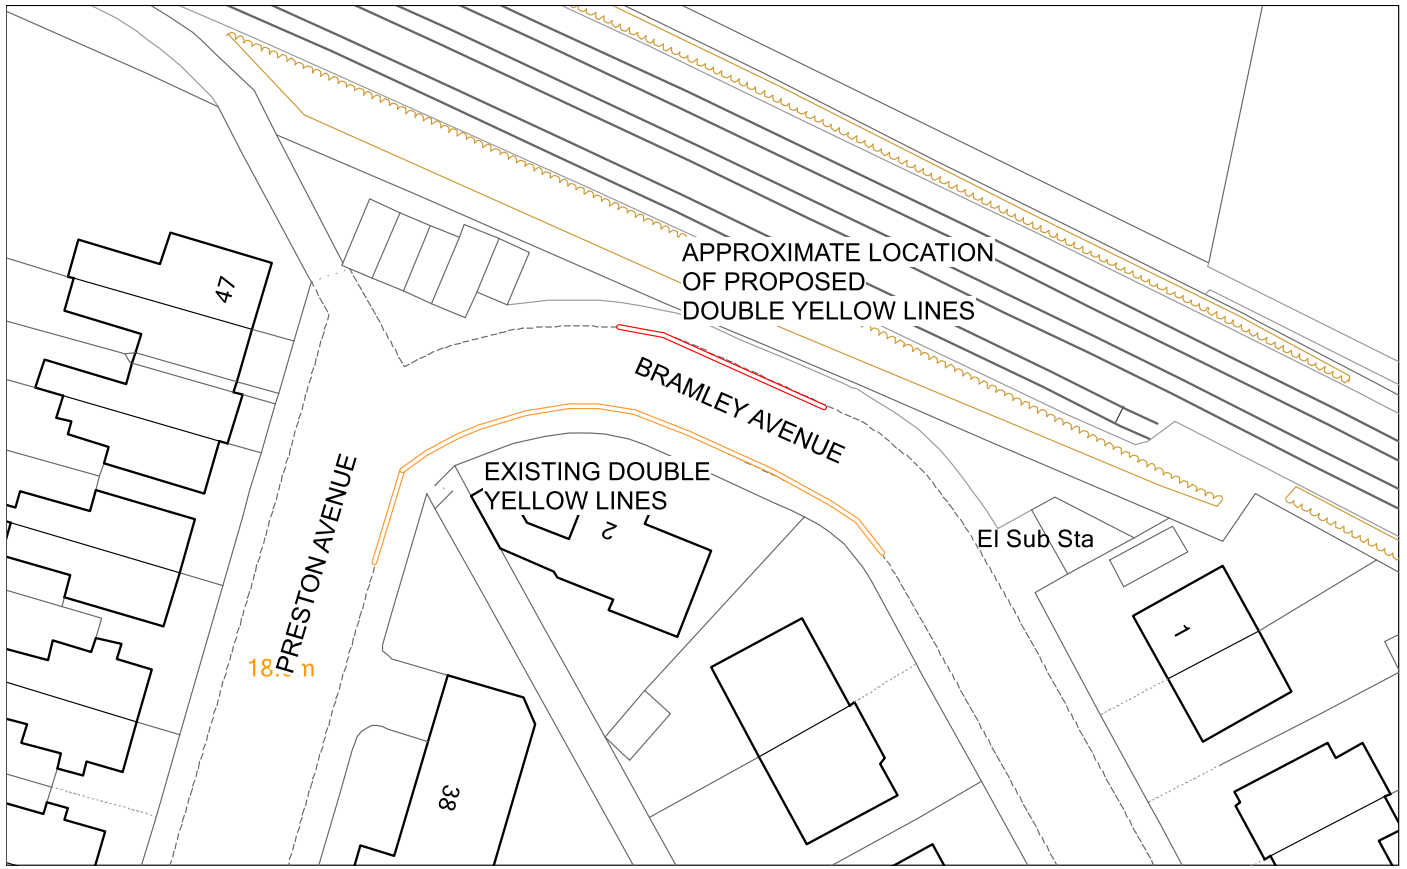 APPROXIMATE LOCATION
OF PROPOSED
DOUBLE YELLOW LINES
47
BRAMLEY AVENUE
EXISTING DOUBLE
YELLOW LINES
2
El Sub Sta
PRESTON AVENUE
1
38